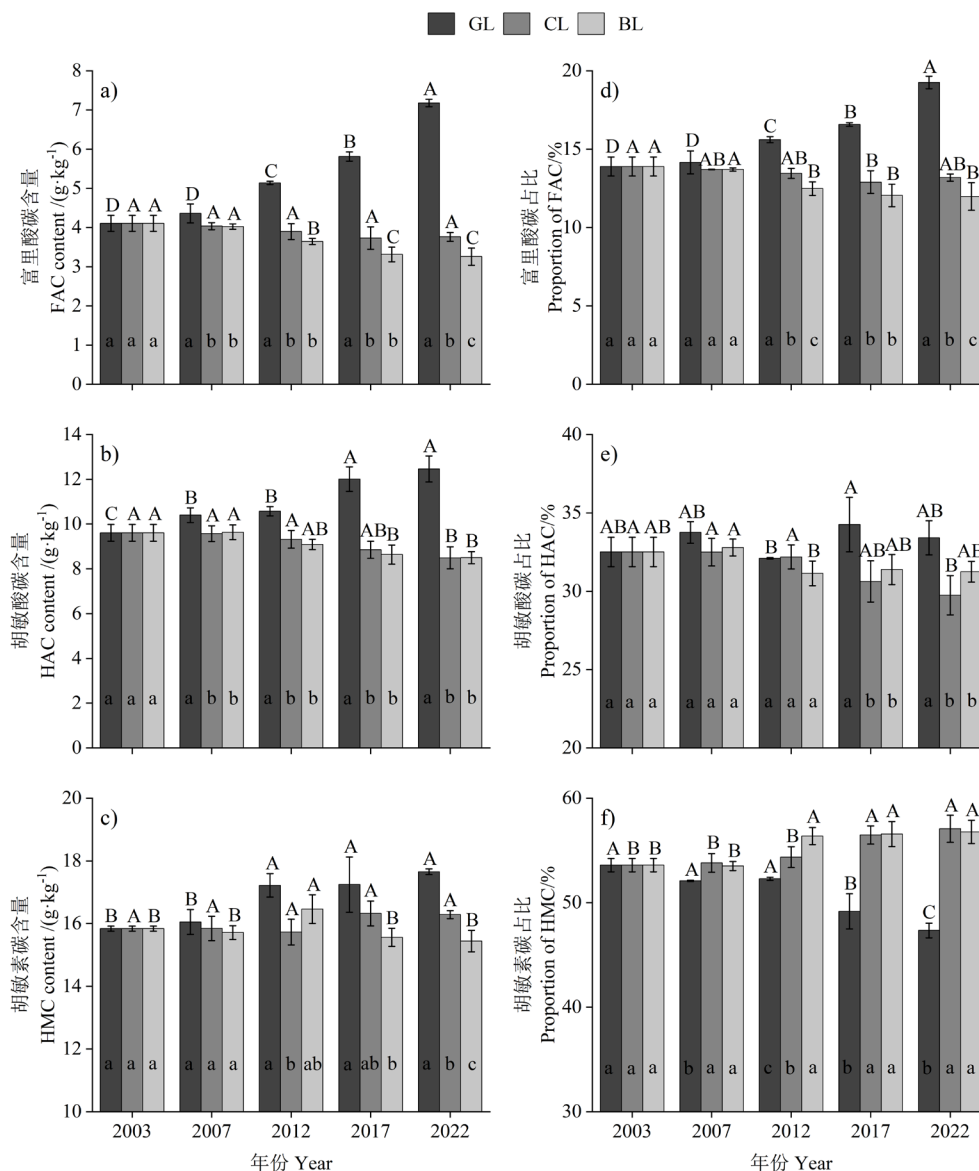 GL CL BL
a)
8
7
6
5
4
3
2
1
0
富里酸碳含量
FAC content /(g·kg⁻¹)
D A A D A A C A B B A C A A C
a a a a b b a b b a b b a b c
d)
20
15
10
5
0
富里酸碳占比
Proportion of FAC/%
D A A D AB A C AB B B B B A AB B
a a a a a a a b c a b b a b c
b)
14
12
10
8
6
4
2
0
胡敏酸碳含量
HAC content /(g·kg⁻¹)
C A A B A A B A AB A AB B A B B
a a a a b b a b b a b b a b b
e)
40
35
30
25
20
胡敏酸碳占比
Proportion of HAC/%
AB A AB AB A A B A B A AB AB AB B AB
a a a a a a a a a a b b a b b
c)
20
18
16
14
12
10
胡敏素碳含量
HMC content /(g·kg⁻¹)
B A B B A B A A A A A B A A B
a a a a a a a b ab a ab b a b c
2003 2007 2012 2017 2022
年份 Year
f)
60
50
40
30
胡敏素碳占比
Proportion of HMC/%
A B B A B B A B A B A A C A A
a a a b a a c b a b a a b a a
2003 2007 2012 2017 2022
年份 Year